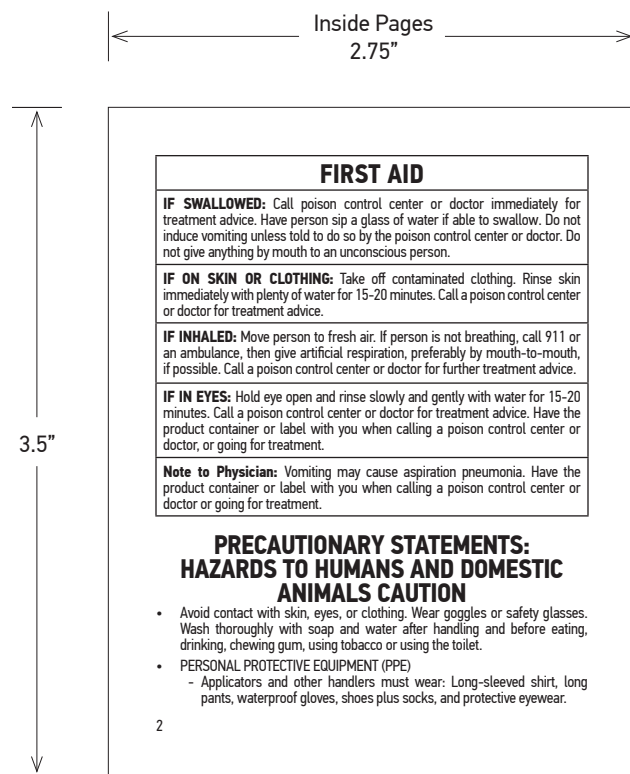 Inside Pages
2.75”
3.5”
FIRST AID
IF SWALLOWED: Call poison control center or doctor immediately for
treatment advice. Have person sip a glass of water if able to swallow. Do not
induce vomiting unless told to do so by the poison control center or doctor. Do
not give anything by mouth to an unconscious person.
IF ON SKIN OR CLOTHING: Take off contaminated clothing. Rinse skin
immediately with plenty of water for 15-20 minutes. Call a poison control center
or doctor for treatment advice.
IF INHALED: Move person to fresh air. If person is not breathing, call 911 or
an ambulance, then give artificial respiration, preferably by mouth-to-mouth,
if possible. Call a poison control center or doctor for further treatment advice.
IF IN EYES: Hold eye open and rinse slowly and gently with water for 15-20
minutes. Call a poison control center or doctor for treatment advice. Have the
product container or label with you when calling a poison control center or
doctor, or going for treatment.
Note to Physician: Vomiting may cause aspiration pneumonia. Have the
product container or label with you when calling a poison control center or
doctor or going for treatment.
PRECAUTIONARY STATEMENTS:
HAZARDS TO HUMANS AND DOMESTIC
ANIMALS CAUTION
• Avoid contact with skin, eyes, or clothing. Wear goggles or safety glasses.
Wash thoroughly with soap and water after handling and before eating,
drinking, chewing gum, using tobacco or using the toilet.
• PERSONAL PROTECTIVE EQUIPMENT (PPE)
- Applicators and other handlers must wear: Long-sleeved shirt, long
pants, waterproof gloves, shoes plus socks, and protective eyewear.
2